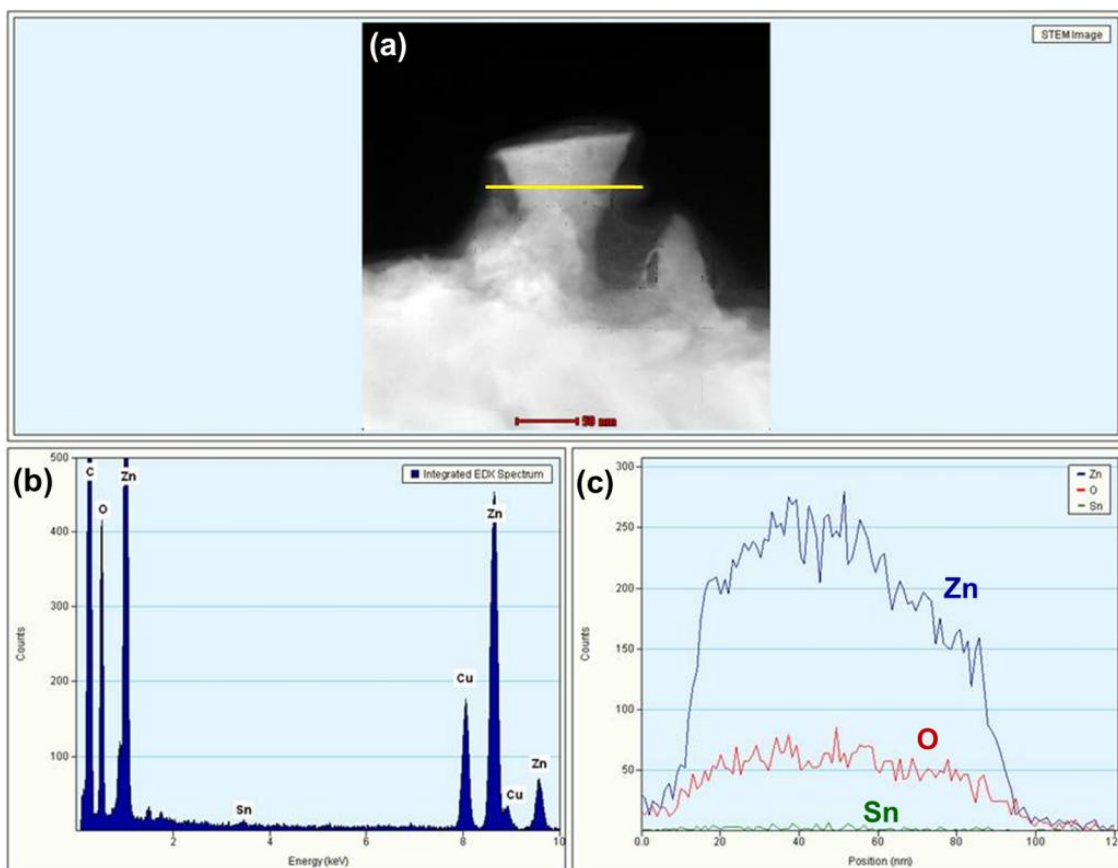 (a)
STEM Image
50 nm
(b)
Integrated EDX Spectrum
C
Zn
O
Zn
Cu
Zn
Sn
Cu
500
400
300
200
100
2
4
6
8
10
Counts
Energy (keV)
(c)
Zn
O
Sn
300
250
200
150
100
50
Zn
O
Sn
0.0
20
40
60
80
100
120
Counts
Position (nm)